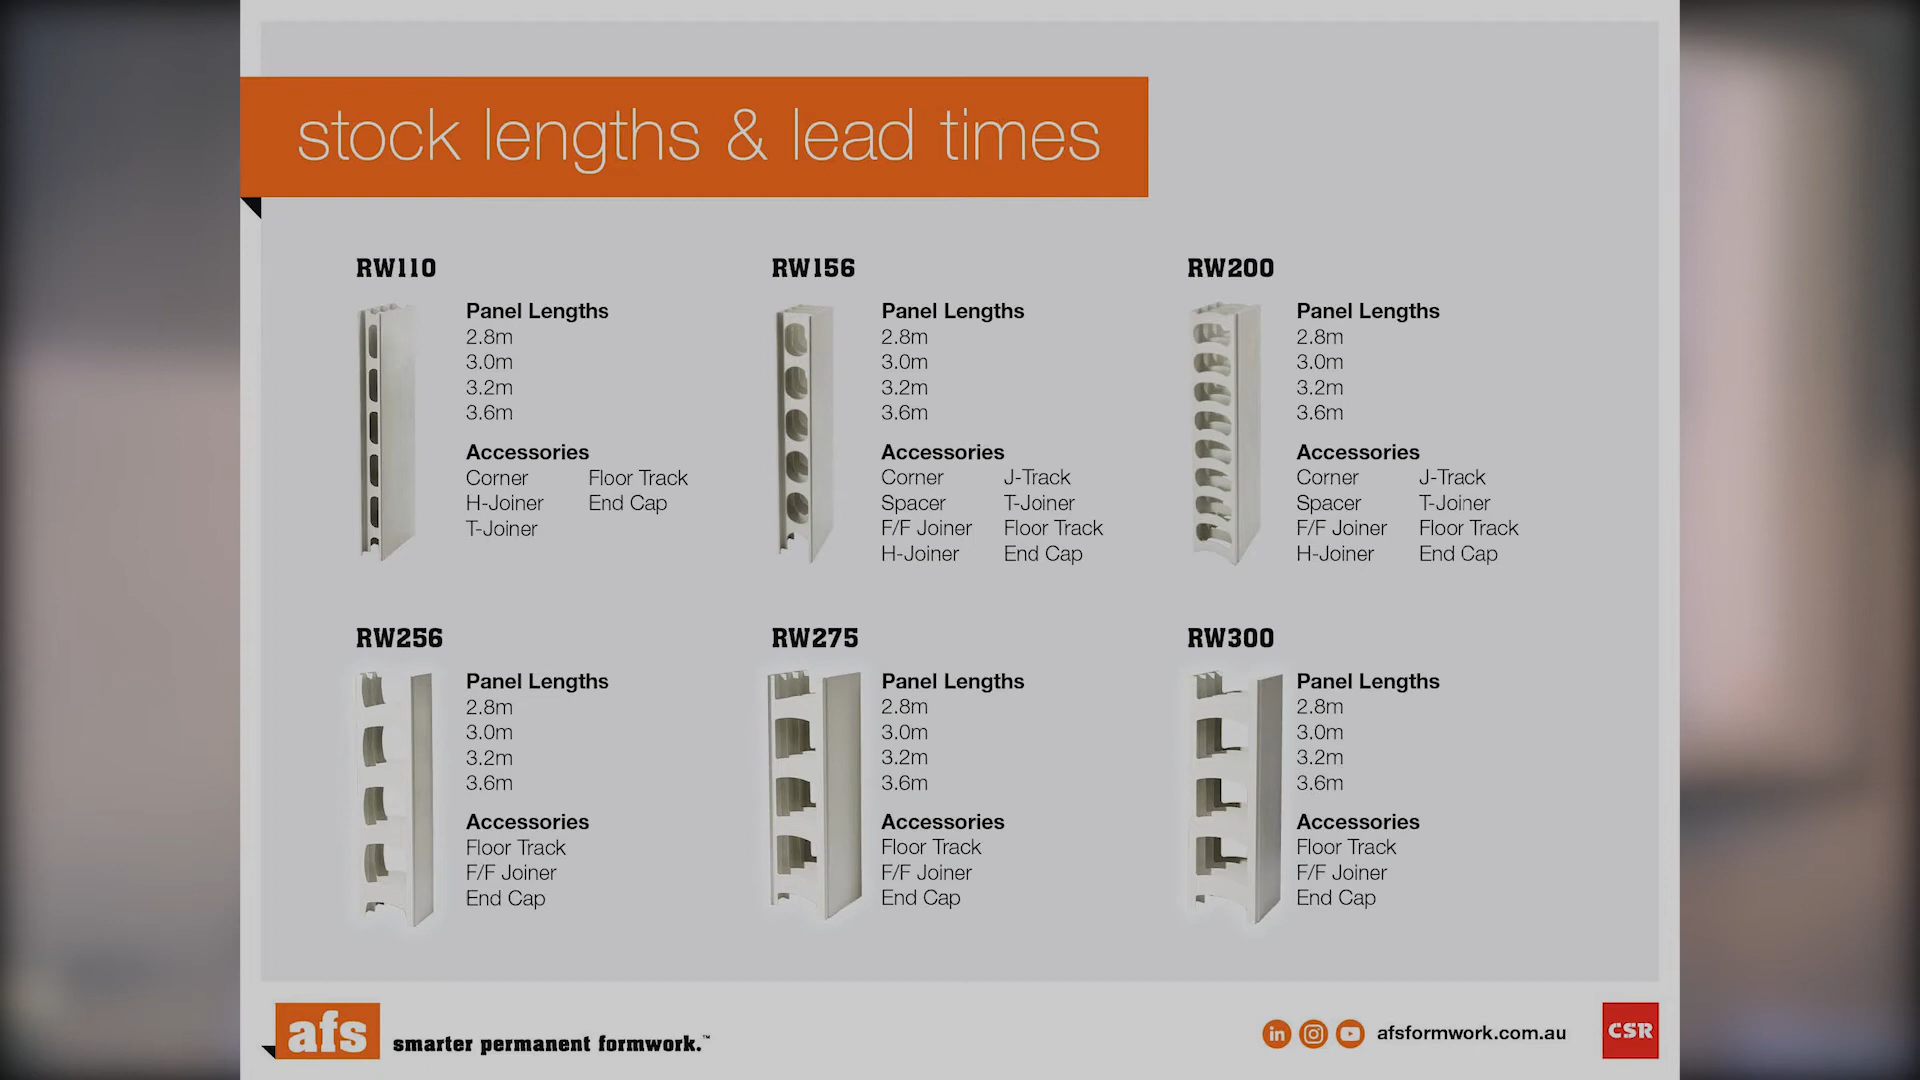 stock lengths & lead times
RW110
Panel Lengths
2.8m
3.0m
3.2m
3.6m
Accessories
Corner Floor Track
H-Joiner End Cap
T-Joiner
RW156
Panel Lengths
2.8m
3.0m
3.2m
3.6m
Accessories
Corner J-Track
Spacer T-Joiner
F/F Joiner Floor Track
H-Joiner End Cap
RW200
Panel Lengths
2.8m
3.0m
3.2m
3.6m
Accessories
Corner J-Track
Spacer T-Joiner
F/F Joiner Floor Track
H-Joiner End Cap
RW256
Panel Lengths
2.8m
3.0m
3.2m
3.6m
Accessories
Floor Track
F/F Joiner
End Cap
RW275
Panel Lengths
2.8m
3.0m
3.2m
3.6m
Accessories
Floor Track
F/F Joiner
End Cap
RW300
Panel Lengths
2.8m
3.0m
3.2m
3.6m
Accessories
Floor Track
F/F Joiner
End Cap
afs smarter permanent formwork.™
in afsformwork.com.au CSR